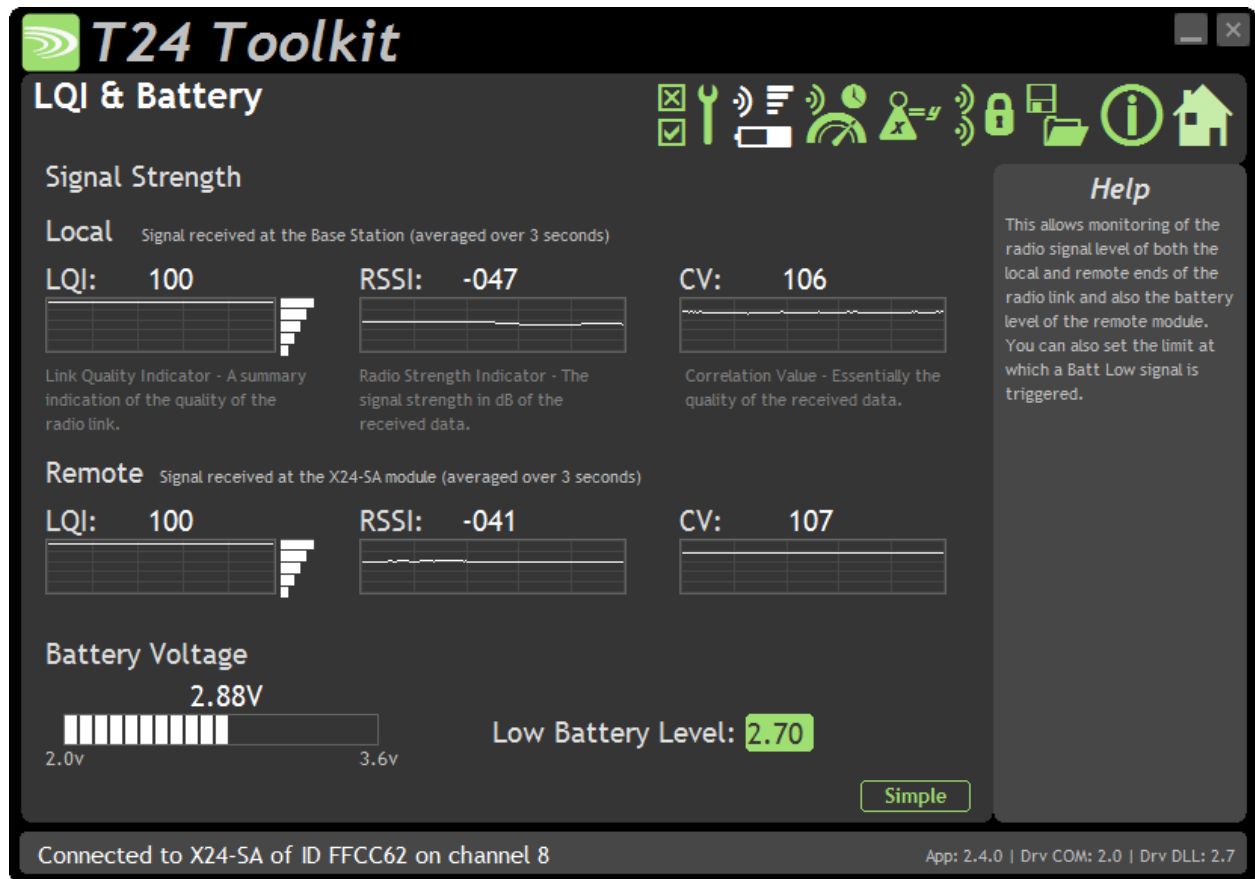 T24 Toolkit
LQI & Battery
x=y
Signal Strength
Local Signal received at the Base Station (averaged over 3 seconds)
LQI: 100 RSSI: -047 CV: 106
Link Quality Indicator - A summary
indication of the quality of the
radio link.
Radio Strength Indicator - The
signal strength in dB of the
received data.
Correlation Value - Essentially the
quality of the received data.
Remote Signal received at the X24-SA module (averaged over 3 seconds)
LQI: 100 RSSI: -041 CV: 107
Battery Voltage
2.88V
2.0v 3.6v
Low Battery Level: 2.70
Simple
Help
This allows monitoring of the
radio signal level of both the
local and remote ends of the
radio link and also the battery
level of the remote module.
You can also set the limit at
which a Batt Low signal is
triggered.
Connected to X24-SA of ID FFCC62 on channel 8
App: 2.4.0 | Drv COM: 2.0 | Drv DLL: 2.7